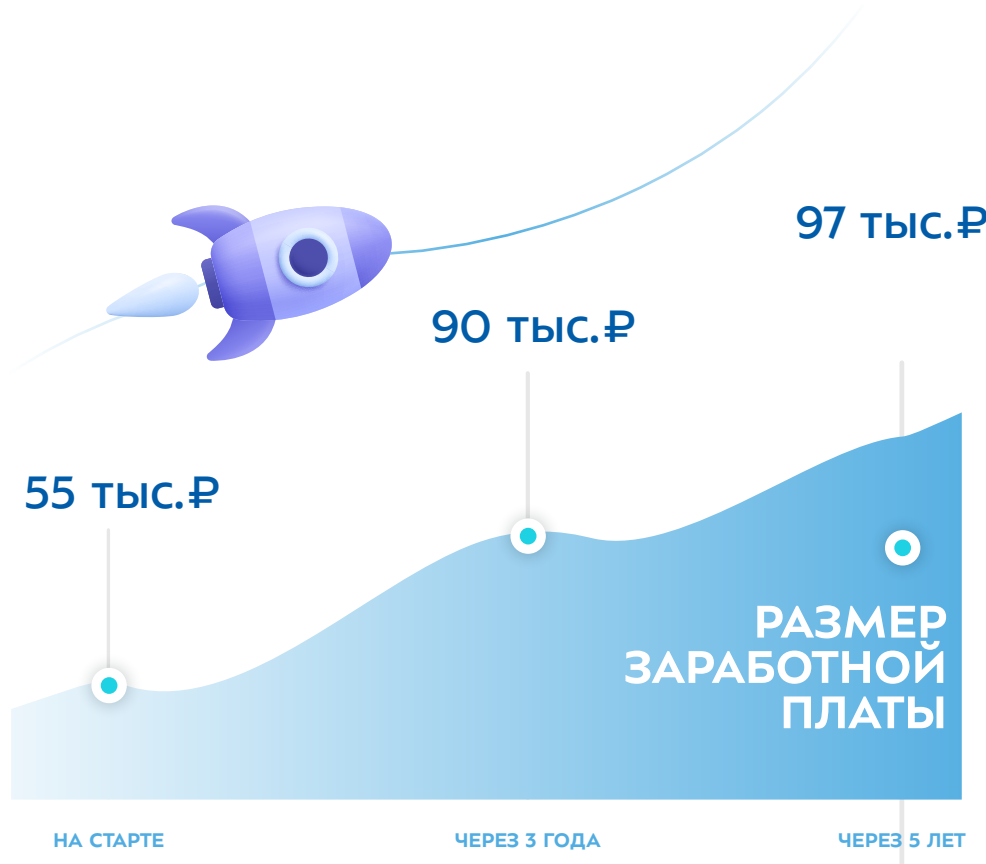 97 тыс.₽
90 тыс.₽
55 тыс.₽
РАЗМЕР
ЗАРАБОТНОЙ
ПЛАТЫ
НА СТАРТЕ
ЧЕРЕЗ 3 ГОДА
ЧЕРЕЗ 5 ЛЕТ